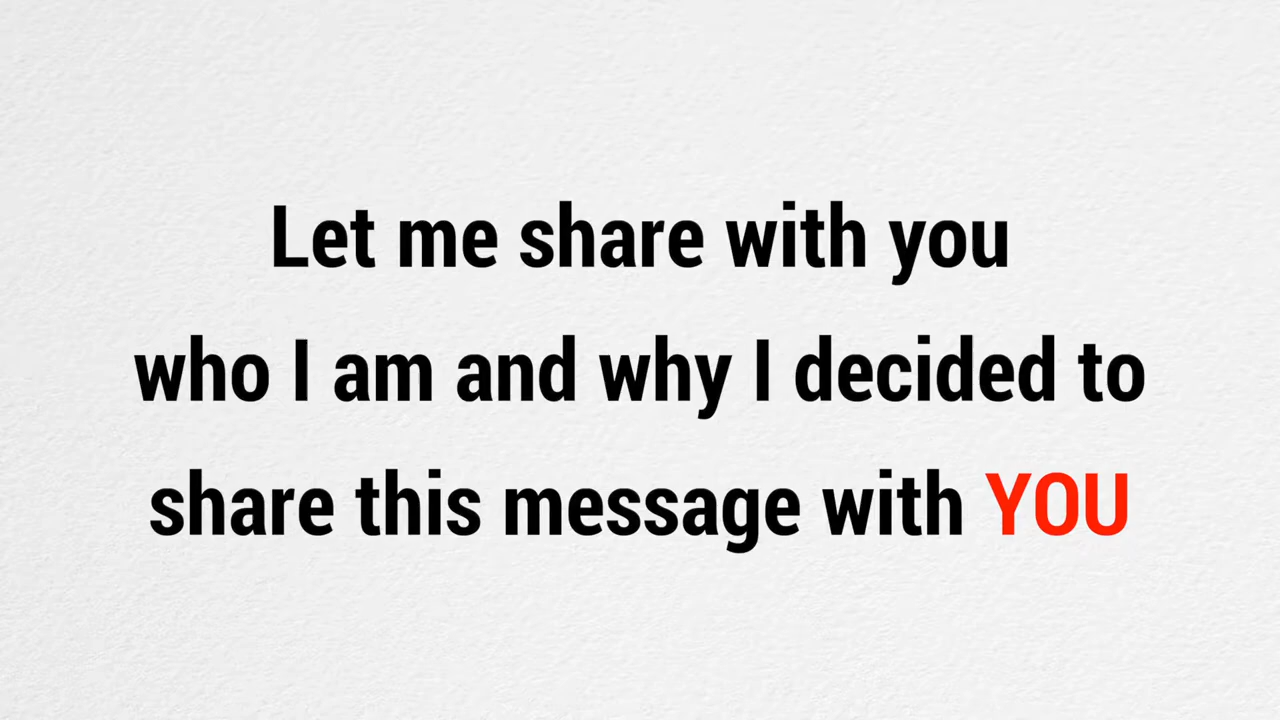 Let me share with you
who I am and why I decided to
share this message with YOU